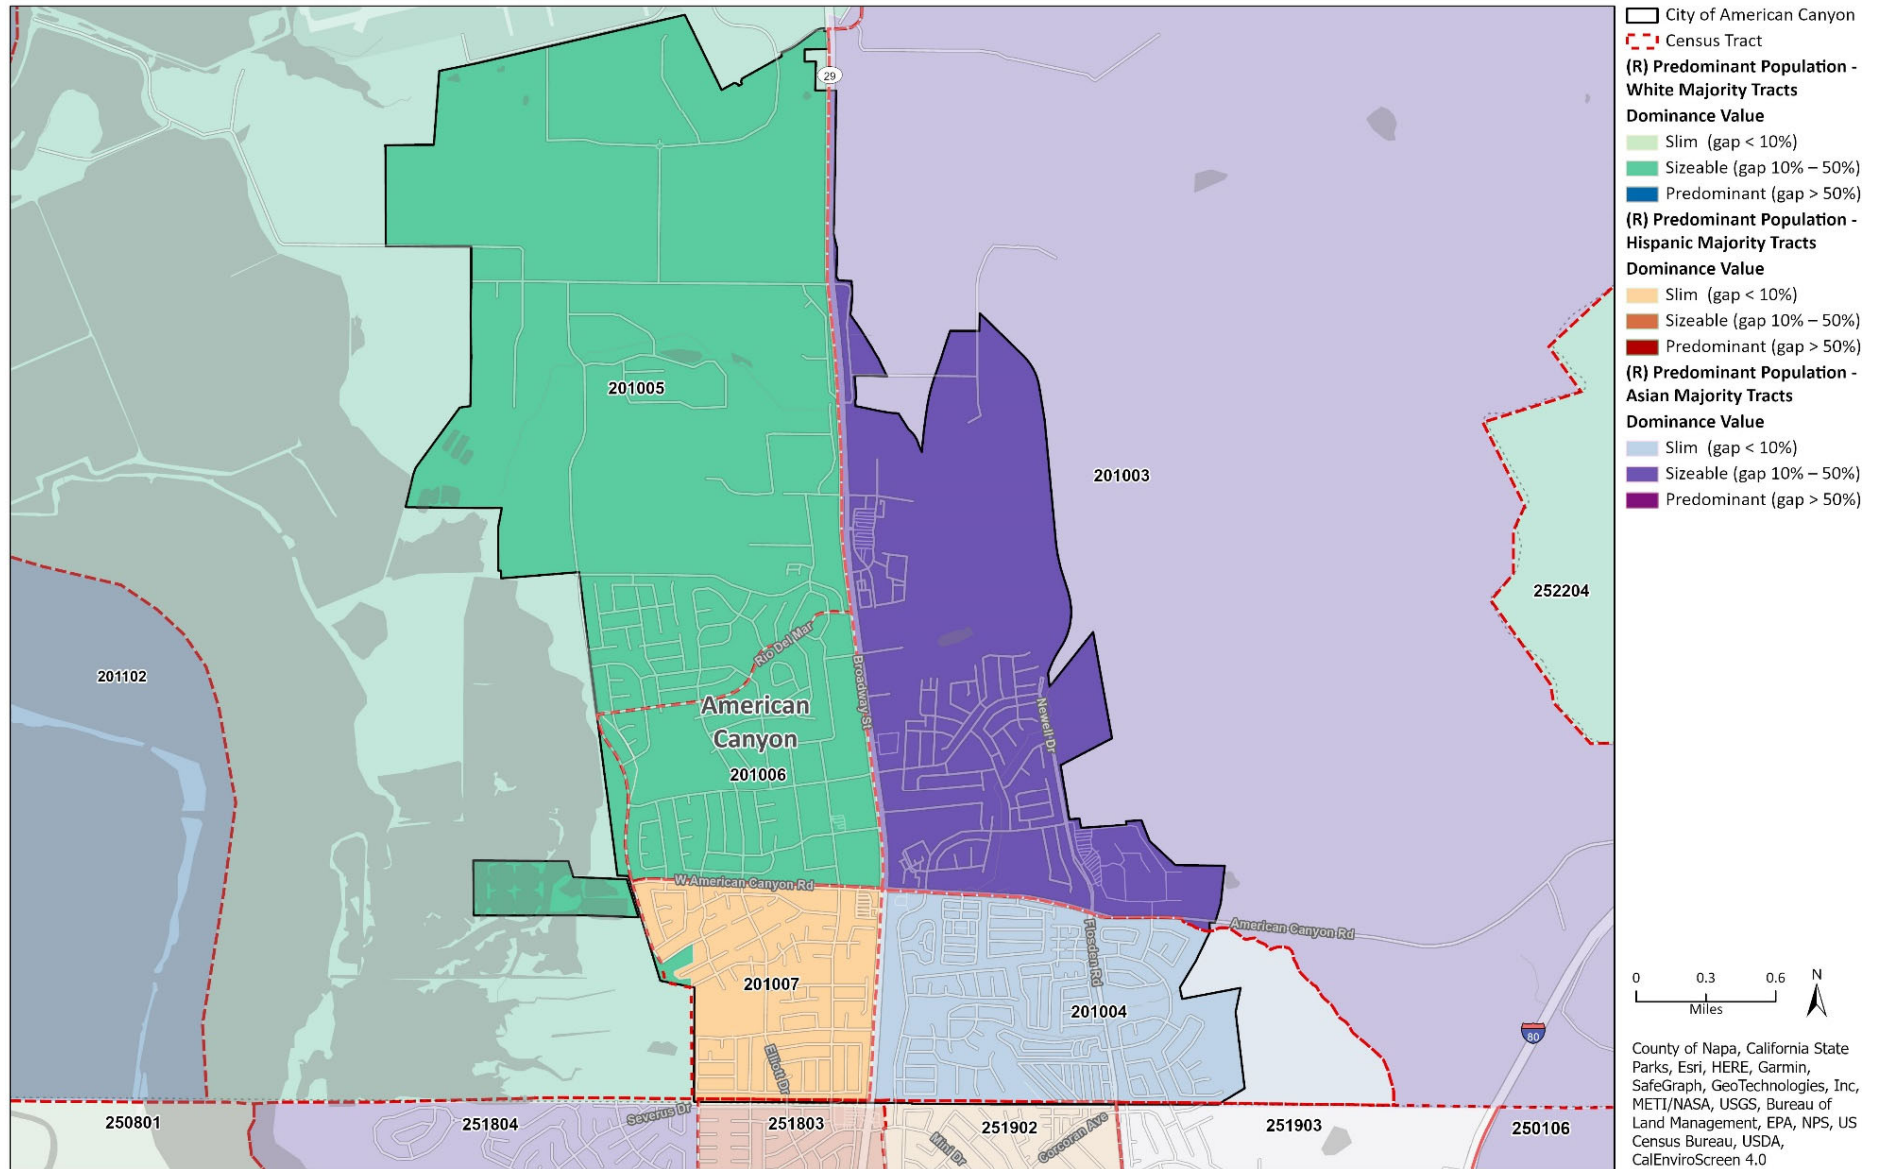 City of American Canyon
Census Tract
(R) Predominant Population -
White Majority Tracts
Dominance Value
Slim (gap < 10%)
Sizeable (gap 10% – 50%)
Predominant (gap > 50%)
(R) Predominant Population -
Hispanic Majority Tracts
Dominance Value
Slim (gap < 10%)
Sizeable (gap 10% – 50%)
Predominant (gap > 50%)
(R) Predominant Population -
Asian Majority Tracts
Dominance Value
Slim (gap < 10%)
Sizeable (gap 10% – 50%)
Predominant (gap > 50%)
29
201005
201003
252204
201102
Rio Del Mar
Broadway St
American
Canyon
Newell Dr
201006
W American Canyon Rd
American Canyon Rd
Flosden Rd
201007
201004
Elliott Dr
80
250801
251804
Severus Dr
251803
251902
Mini Dr
Corcoran Ave
251903
250106
0 0.3 0.6
Miles
N
County of Napa, California State
Parks, Esri, HERE, Garmin,
SafeGraph, GeoTechnologies, Inc,
METI/NASA, USGS, Bureau of
Land Management, EPA, NPS, US
Census Bureau, USDA,
CalEnviroScreen 4.0